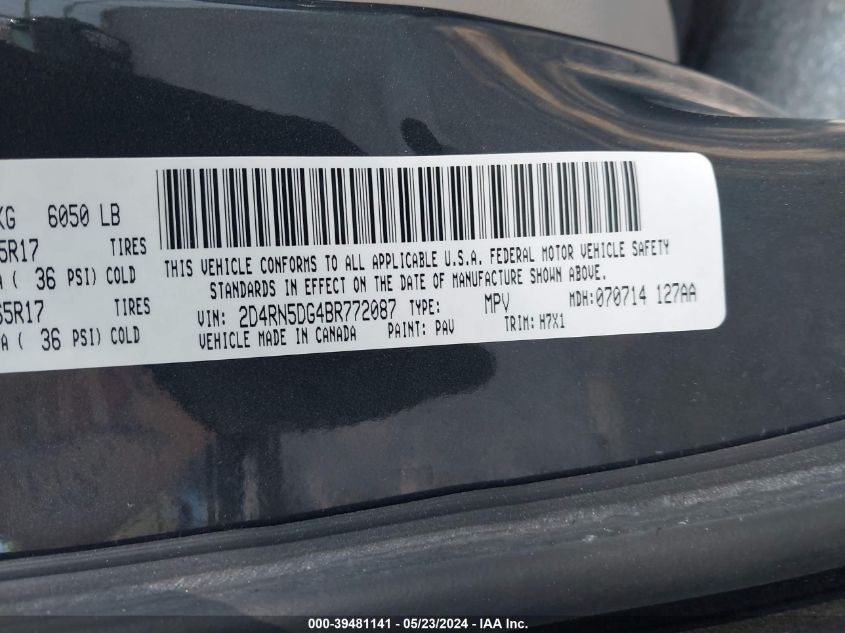 KG 6050 LB
5R17 TIRES
A ( 36 PSI) COLD
65R17 TIRES
A ( 36 PSI) COLD
THIS VEHICLE CONFORMS TO ALL APPLICABLE U.S.A. FEDERAL MOTOR VEHICLE SAFETY
STANDARDS IN EFFECT ON THE DATE OF MANUFACTURE SHOWN ABOVE.
VIN: 2D4RN5DG4BR772087 TYPE: MPV MDH:070714 127AA
VEHICLE MADE IN CANADA PAINT: PAV TRIM: H7X1
000-39481141 - 05/23/2024 - IAA Inc.